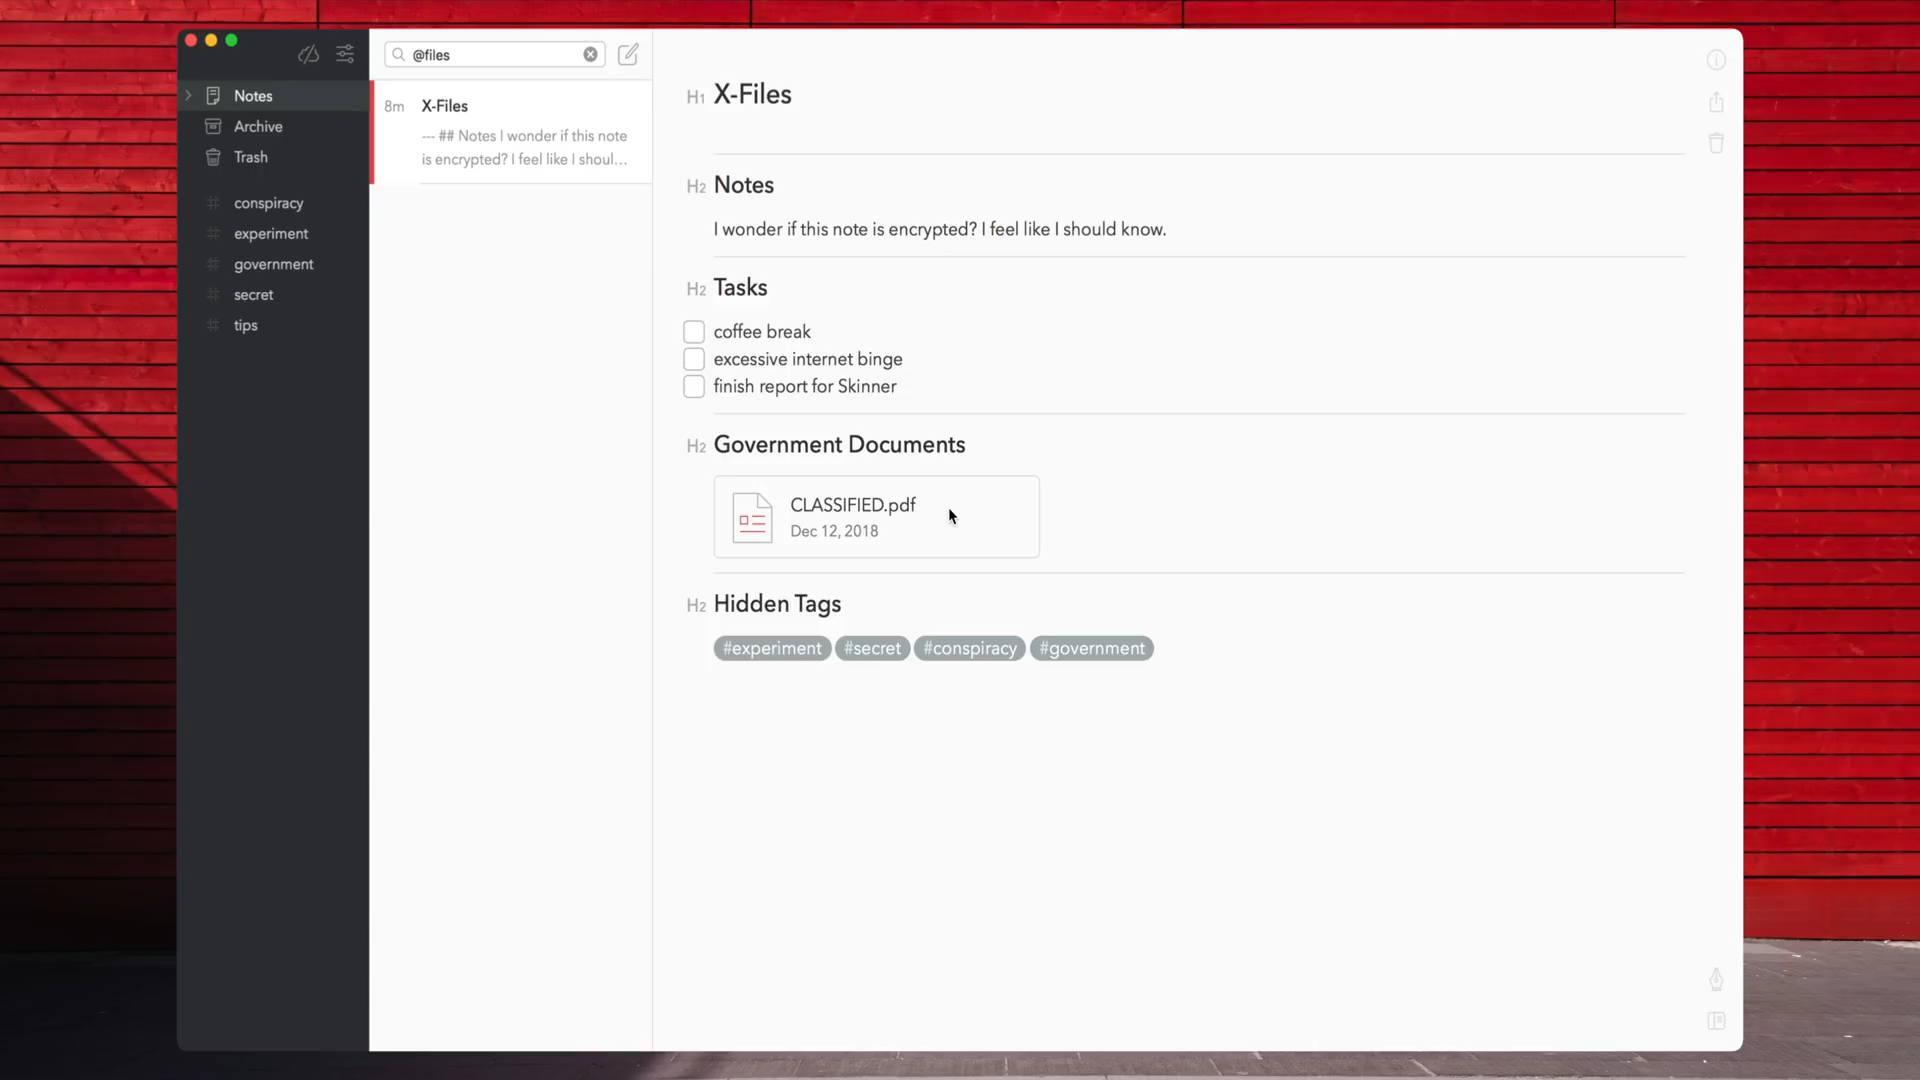 @files
Notes
Archive
Trash
conspiracy
experiment
government
secret
tips
8m X-Files
--- ## Notes I wonder if this note
is encrypted? I feel like I shoul...
H1 X-Files
H2 Notes
I wonder if this note is encrypted? I feel like I should know.
H2 Tasks
coffee break
excessive internet binge
finish report for Skinner
H2 Government Documents
CLASSIFIED.pdf
Dec 12, 2018
H2 Hidden Tags
#experiment #secret #conspiracy #government